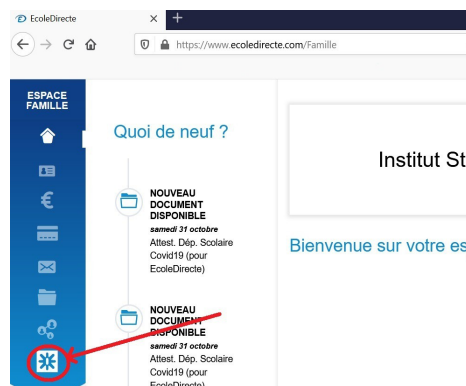 EcoleDirecte
https://www.ecoledirecte.com/Famille
ESPACE
FAMILLE
Quoi de neuf ?
Institut St
NOUVEAU
DOCUMENT
DISPONIBLE
samedi 31 octobre
Attest. Dép. Scolaire
Covid19 (pour
EcoleDirecte)
Bienvenue sur votre es
NOUVEAU
DOCUMENT
DISPONIBLE
samedi 31 octobre
Attest. Dép. Scolaire
Covid19 (pour
EcoleDirecte)